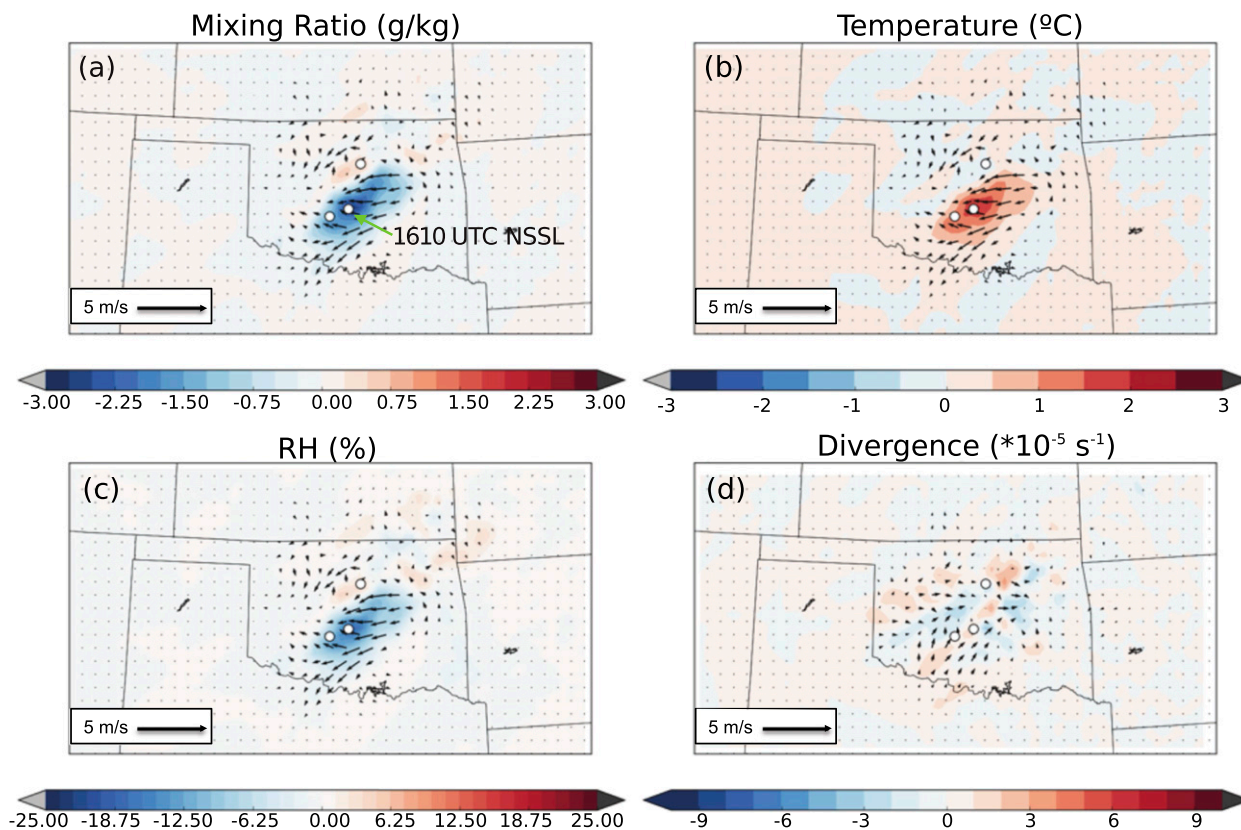 Mixing Ratio (g/kg)
Temperature (ºC)
(a)
(b)
1610 UTC NSSL
5 m/s
5 m/s
-3.00 -2.25 -1.50 -0.75 0.00 0.75 1.50 2.25 3.00
-3 -2 -1 0 1 2 3
RH (%)
Divergence (*10-5 s-1)
(c)
(d)
5 m/s
5 m/s
-25.00 -18.75 -12.50 -6.25 0.00 6.25 12.50 18.75 25.00
-9 -6 -3 0 3 6 9